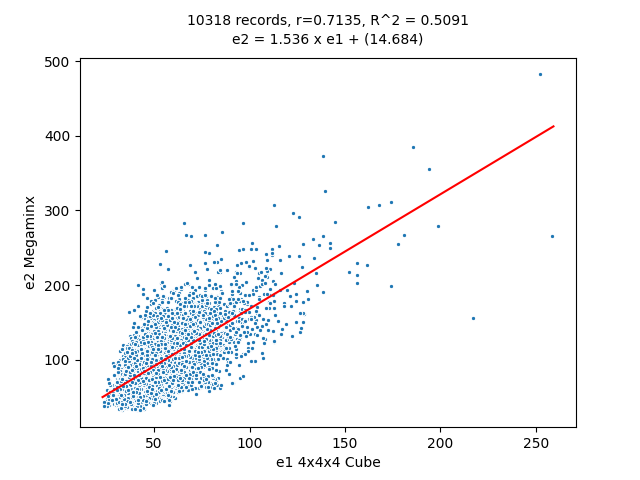 10318 records, r=0.7135, R^2 = 0.5091
e2 = 1.536 x e1 + (14.684)
500
400
300
200
100
e2 Megaminx
50 100 150 200 250
e1 4x4x4 Cube